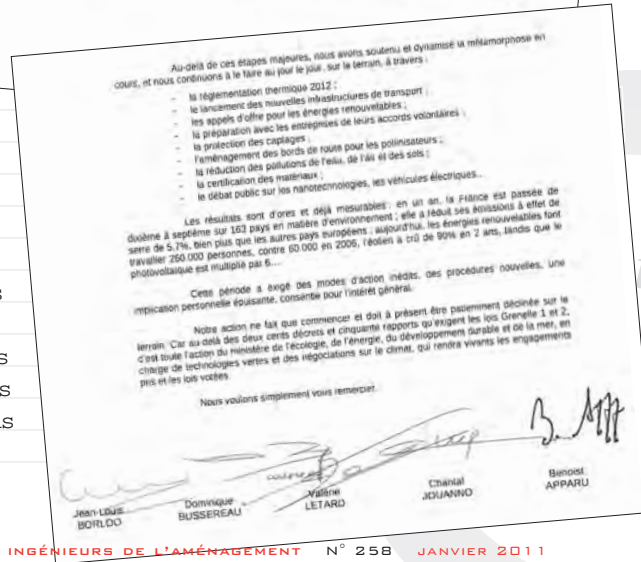 Au-delà de ces étapes majeures, nous avons soutenu et dynamisé la métamorphose en
cours, et nous continuons à le faire au jour le jour, sur le terrain, à travers :
- la réglementation thermique 2012 ;
- le lancement des nouvelles infrastructures de transport ;
- les appels d'offre pour les énergies renouvelables ;
- la préparation avec les entreprises de leurs accords volontaires ;
- la protection des captages ;
- l'aménagement des bords de route pour les pollinisateurs ;
- la réduction des pollutions de l'eau, de l'air et des sols ;
- la certification des matériaux ;
- le débat public sur les nanotechnologies, les véhicules électriques...
Les résultats sont d'ores et déjà mesurables : en un an, la France est passée de
dixième à septième sur 163 pays en matière d'environnement ; elle a réduit ses émissions à effet de
serre de 5,7%, bien plus que les autres pays européens ; aujourd'hui, les énergies renouvelables font
travailler 260.000 personnes, contre 60.000 en 2006, l'éolien a crû de 90% en 2 ans, tandis que le
photovoltaïque est multiplié par 6....
Cette période a exigé des modes d'action inédits, des procédures nouvelles, une
implication personnelle épuisante, consentie pour l'intérêt général.
Notre action ne fait que commencer et doit à présent être patiemment déclinée sur le
terrain. Car au-delà des deux cents décrets et cinquante rapports qu'exigent les lois Grenelle 1 et 2,
c'est toute l'action du ministère de l'écologie, de l'énergie, du développement durable et de la mer, en
charge de technologies vertes et des négociations sur le climat, qui rendra vivants les engagements
pris et les lois votées.
Nous voulons simplement vous remercier.
Jean-Louis BORLOO
Dominique BUSSEREAU
Valérie LETARD
Chantal JOUANNO
Benoist APPARU
INGÉNIEURS DE L'AMÉNAGEMENT N° 258 JANVIER 2011